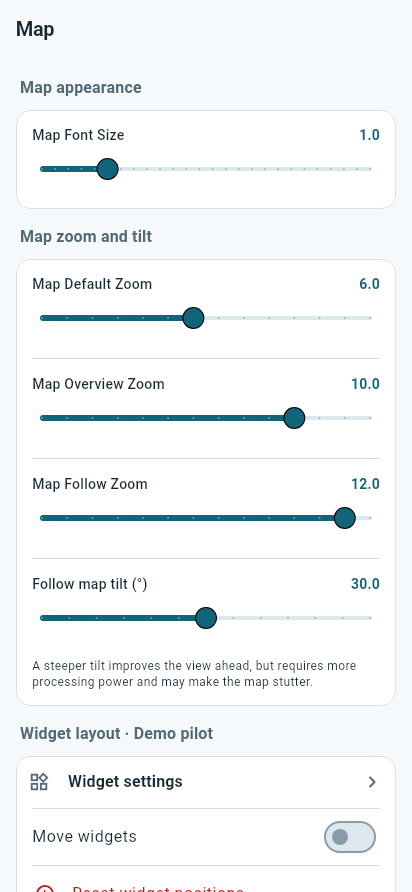 Map
Map appearance
Map Font Size 1.0
Map zoom and tilt
Map Default Zoom 6.0
Map Overview Zoom 10.0
Map Follow Zoom 12.0
Follow map tilt (°) 30.0
A steeper tilt improves the view ahead, but requires more
processing power and may make the map stutter.
Widget layout · Demo pilot
Widget settings
Move widgets
Reset widget positions